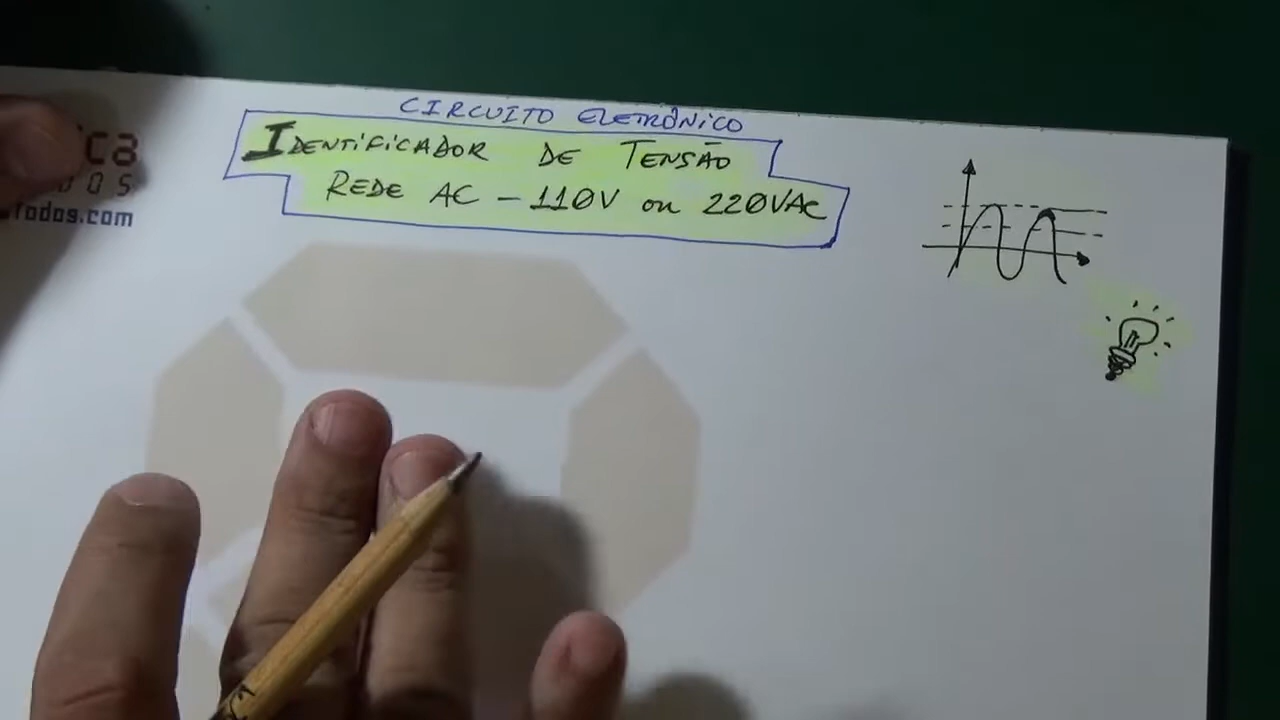 CIRCUITO ELETRÔNICO
IDENTIFICADOR DE TENSÃO
REDE AC - 110V ou 220VAC